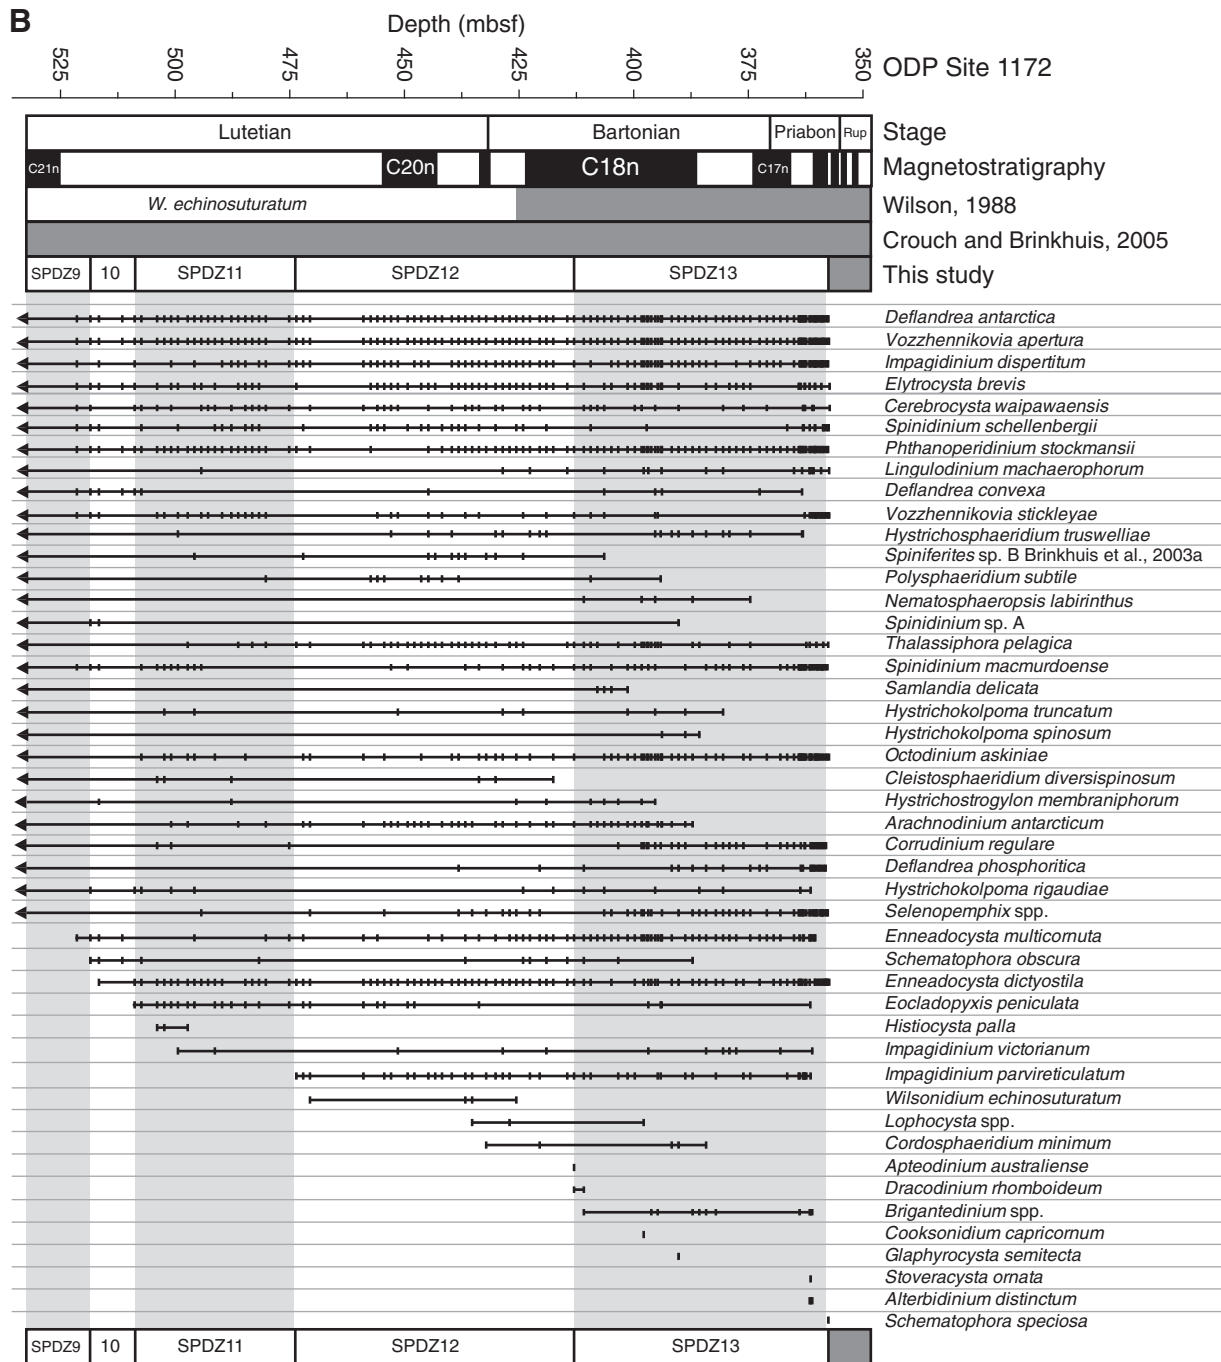 B
Depth (mbsf)
525 500 475 450 425 400 375 350
ODP Site 1172
Lutetian Bartonian Priabon Rup Stage
C21n C20n C18n C17n Magnetostratigraphy
W. echinosuturatum Wilson, 1988
Crouch and Brinkhuis, 2005
SPDZ9 10 SPDZ11 SPDZ12 SPDZ13 This study
Deflandrea antarctica
Vozzhennikovia apertura
Impagidinium dispertitum
Elytrocysta brevis
Cerebrocysta waipawaensis
Spinidinium schellenbergii
Phthanoperidinium stockmansii
Lingulodinium machaerophorum
Deflandrea convexa
Vozzhennikovia stickleyae
Hystrichosphaeridium truswelliae
Spiniferites sp. B Brinkhuis et al., 2003a
Polysphaeridium subtile
Nematosphaeropsis labirinthus
Spinidinium sp. A
Thalassiphora pelagica
Spinidinium macmurdoense
Samlandia delicata
Hystrichokolpoma truncatum
Hystrichokolpoma spinosum
Octodinium askiniae
Cleistosphaeridium diversispinosum
Hystrichostrogylon membraniphorum
Arachnodinium antarcticum
Corrudinium regulare
Deflandrea phosphoritica
Hystrichokolpoma rigaudiae
Selenopemphix spp.
Enneadocysta multicornuta
Schematophora obscura
Enneadocysta dictyostila
Eocladopyxis peniculata
Histiocysta palla
Impagidinium victorianum
Impagidinium parvireticulatum
Wilsonidium echinosuturatum
Lophocysta spp.
Cordosphaeridium minimum
Apteodinium australiense
Dracodinium rhomboideum
Brigantedinium spp.
Cooksonidium capricornum
Glaphyrocysta semitecta
Stoveracysta ornata
Alterbidinium distinctum
Schematophora speciosa
SPDZ9 10 SPDZ11 SPDZ12 SPDZ13